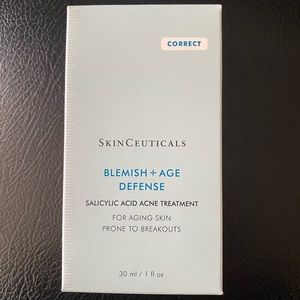 CORRECT
SKINCEUTICALS
BLEMISH + AGE
DEFENSE
SALICYLIC ACID ACNE TREATMENT
FOR AGING SKIN
PRONE TO BREAKOUTS
30 ml / 1 fl oz